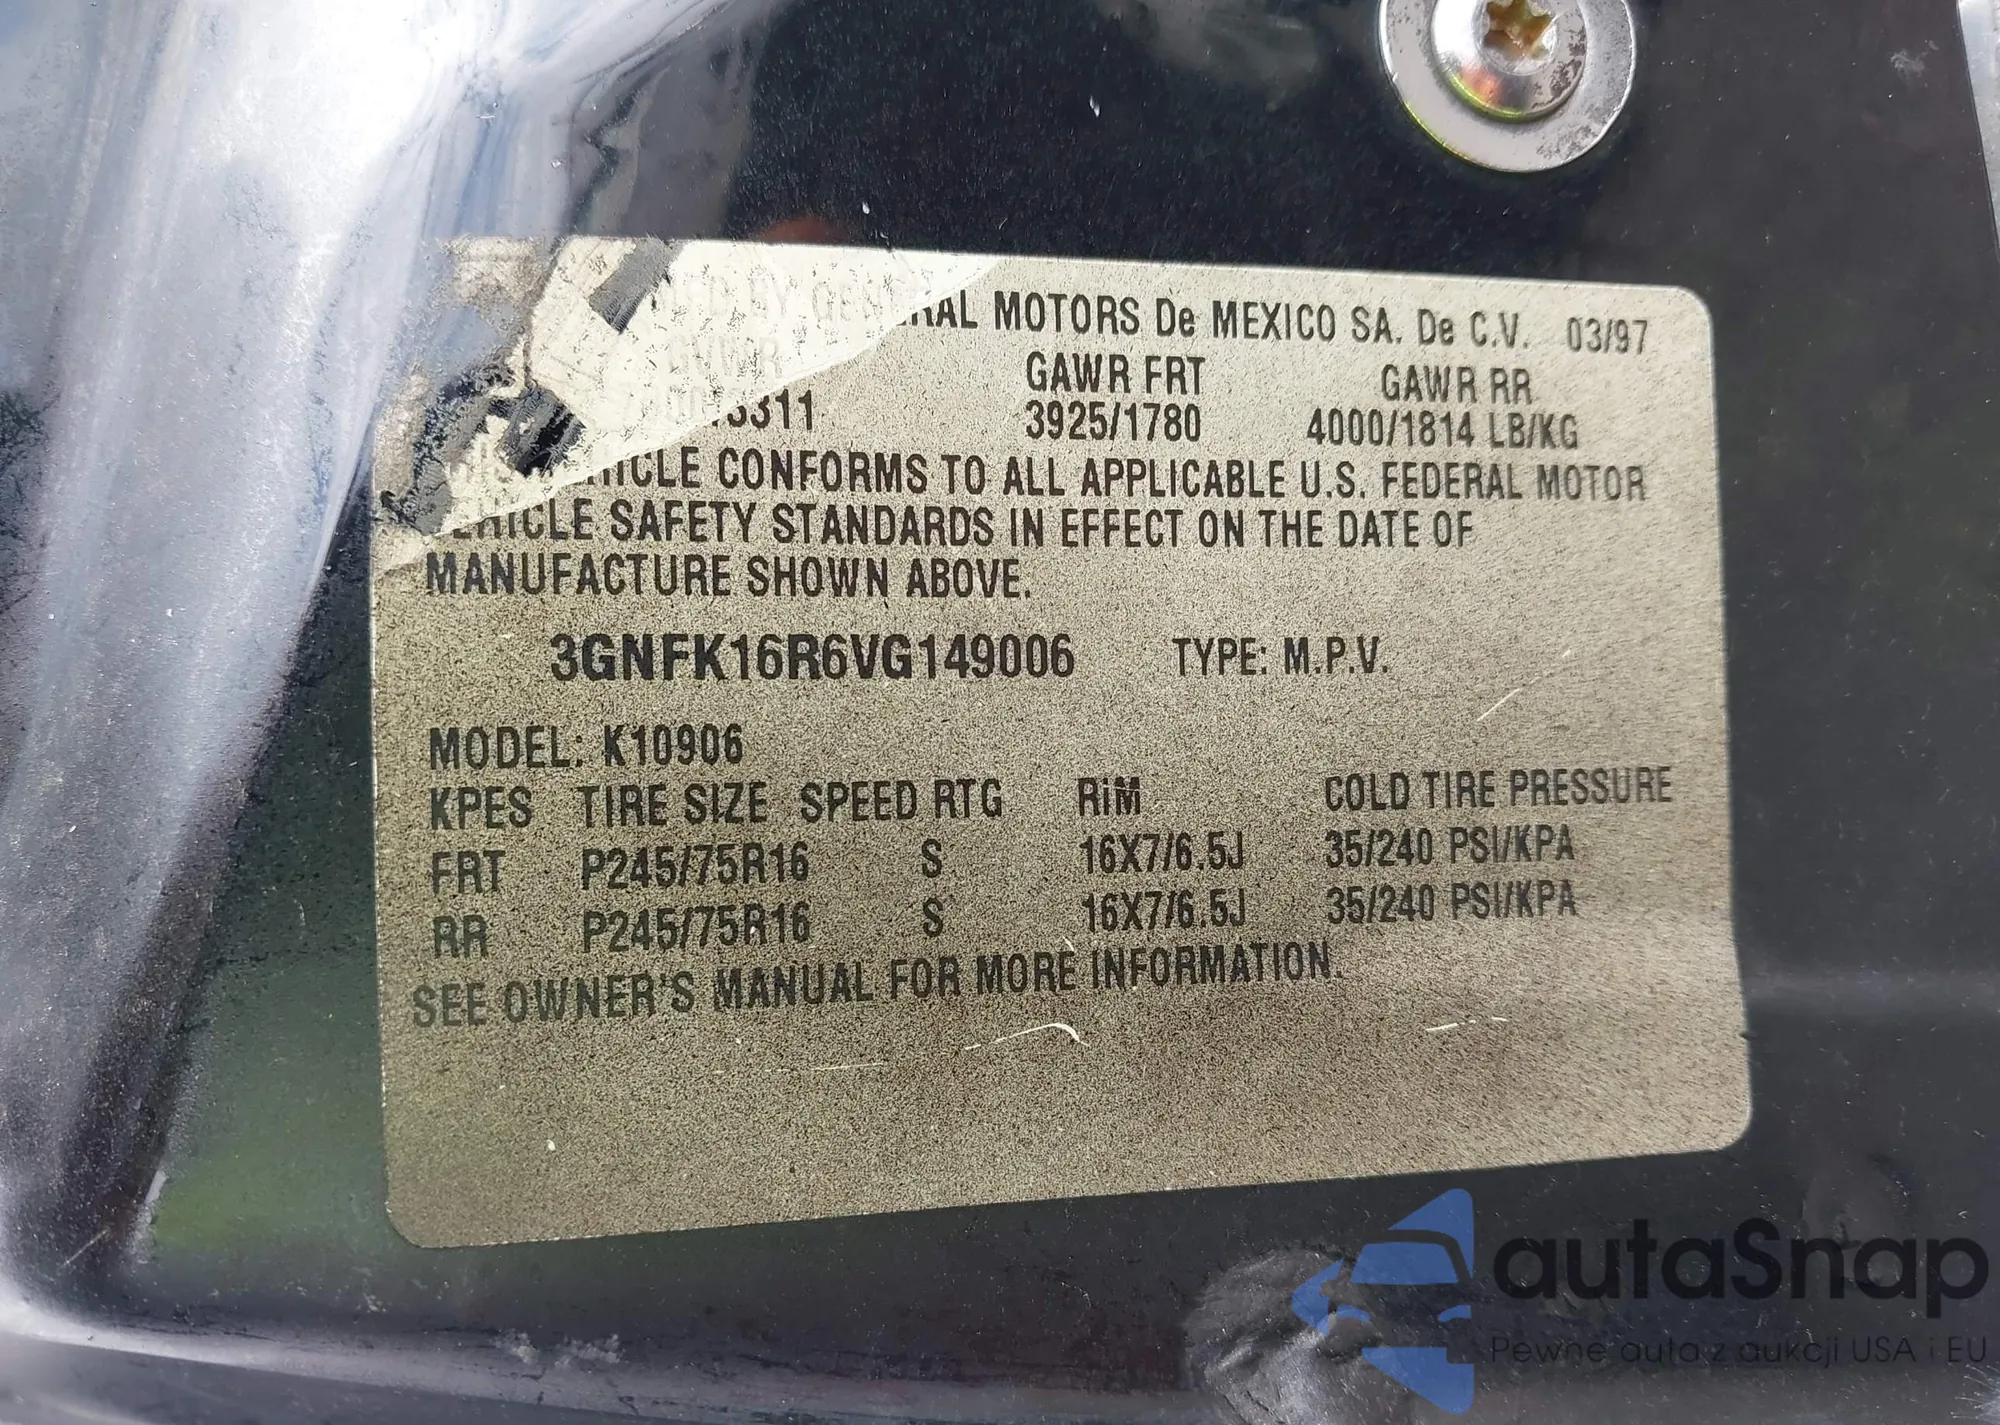 GENERAL MOTORS De MEXICO SA. De C.V. 03/97
GVWR GAWR FRT GAWR RR
3925/1780 4000/1814 LB/KG
VEHICLE CONFORMS TO ALL APPLICABLE U.S. FEDERAL MOTOR
VEHICLE SAFETY STANDARDS IN EFFECT ON THE DATE OF
MANUFACTURE SHOWN ABOVE.
3GNFK16R6VG149006 TYPE: M.P.V.
MODEL: K10906
KPES TIRE SIZE SPEED RTG RiM COLD TIRE PRESSURE
FRT P245/75R16 S 16X7/6.5J 35/240 PSI/KPA
RR P245/75R16 S 16X7/6.5J 35/240 PSI/KPA
SEE OWNER'S MANUAL FOR MORE INFORMATION.
autaSnap
Pewne auta z aukcji USA i EU